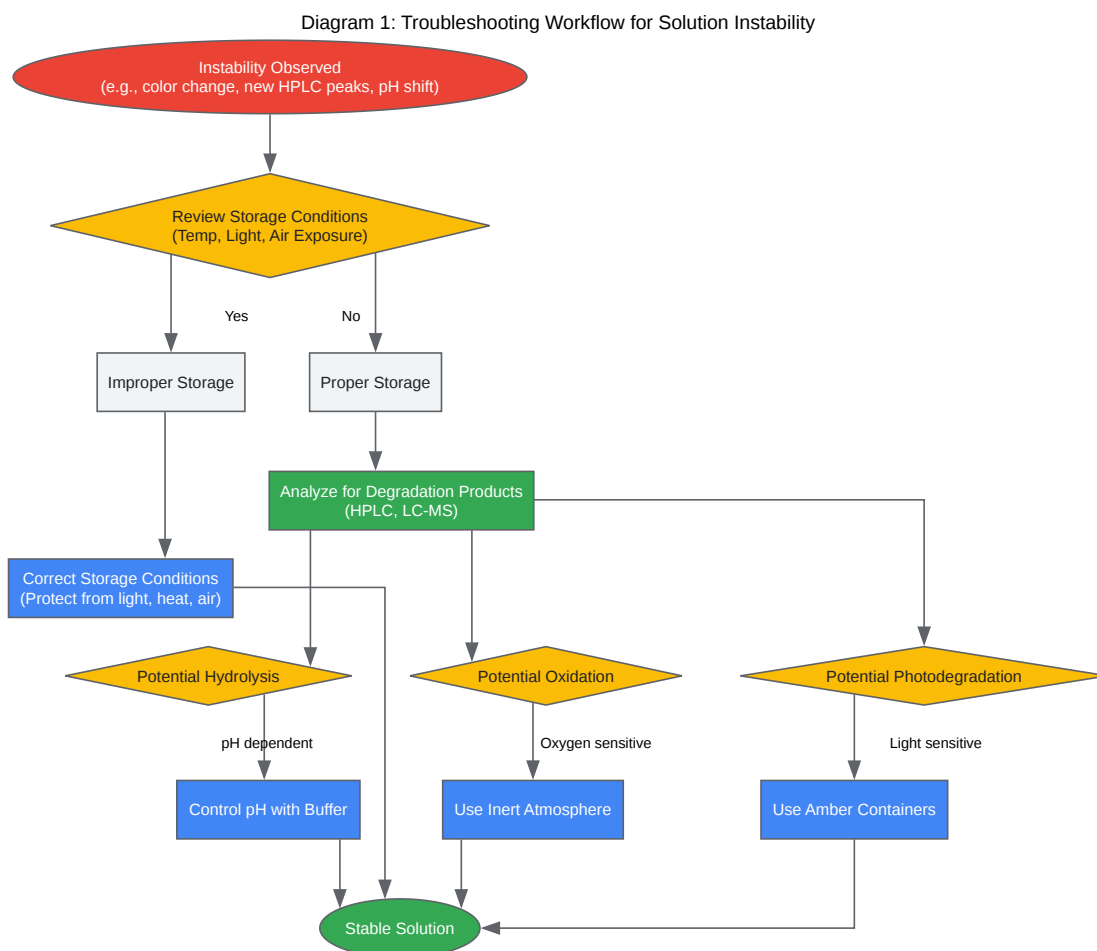 Diagram 1: Troubleshooting Workflow for Solution Instability
Instability Observed
(e.g., color change, new HPLC peaks, pH shift)
Review Storage Conditions
(Temp, Light, Air Exposure)
Yes
No
Improper Storage
Proper Storage
Analyze for Degradation Products
(HPLC, LC-MS)
Correct Storage Conditions
(Protect from light, heat, air)
Potential Hydrolysis
Potential Oxidation
Potential Photodegradation
pH dependent
Oxygen sensitive
Light sensitive
Control pH with Buffer
Use Inert Atmosphere
Use Amber Containers
Stable Solution